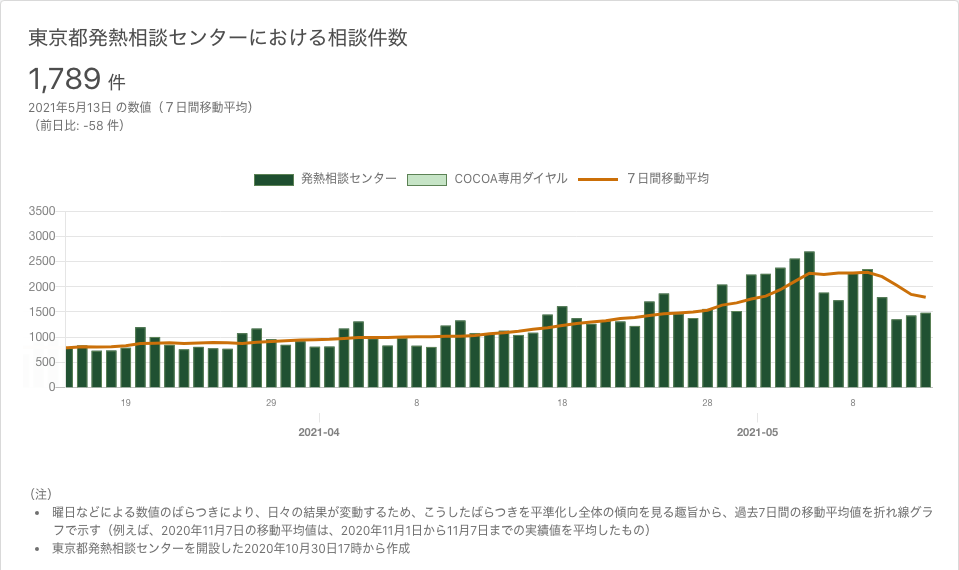 東京都発熱相談センターにおける相談件数
1,789 件
2021年5月13日 の数値（７日間移動平均）
（前日比: -58 件）
発熱相談センター COCOA専用ダイヤル ７日間移動平均
3500
3000
2500
2000
1500
1000
500
0
19 29 8 18 28 8
2021-04 2021-05
（注）
• 曜日などによる数値のばらつきにより、日々の結果が変動するため、こうしたばらつきを平準化し全体の傾向を見る趣旨から、過去7日間の移動平均値を折れ線グラ
フで示す（例えば、2020年11月7日の移動平均値は、2020年11月1日から11月7日までの実績値を平均したもの）
• 東京都発熱相談センターを開設した2020年10月30日17時から作成